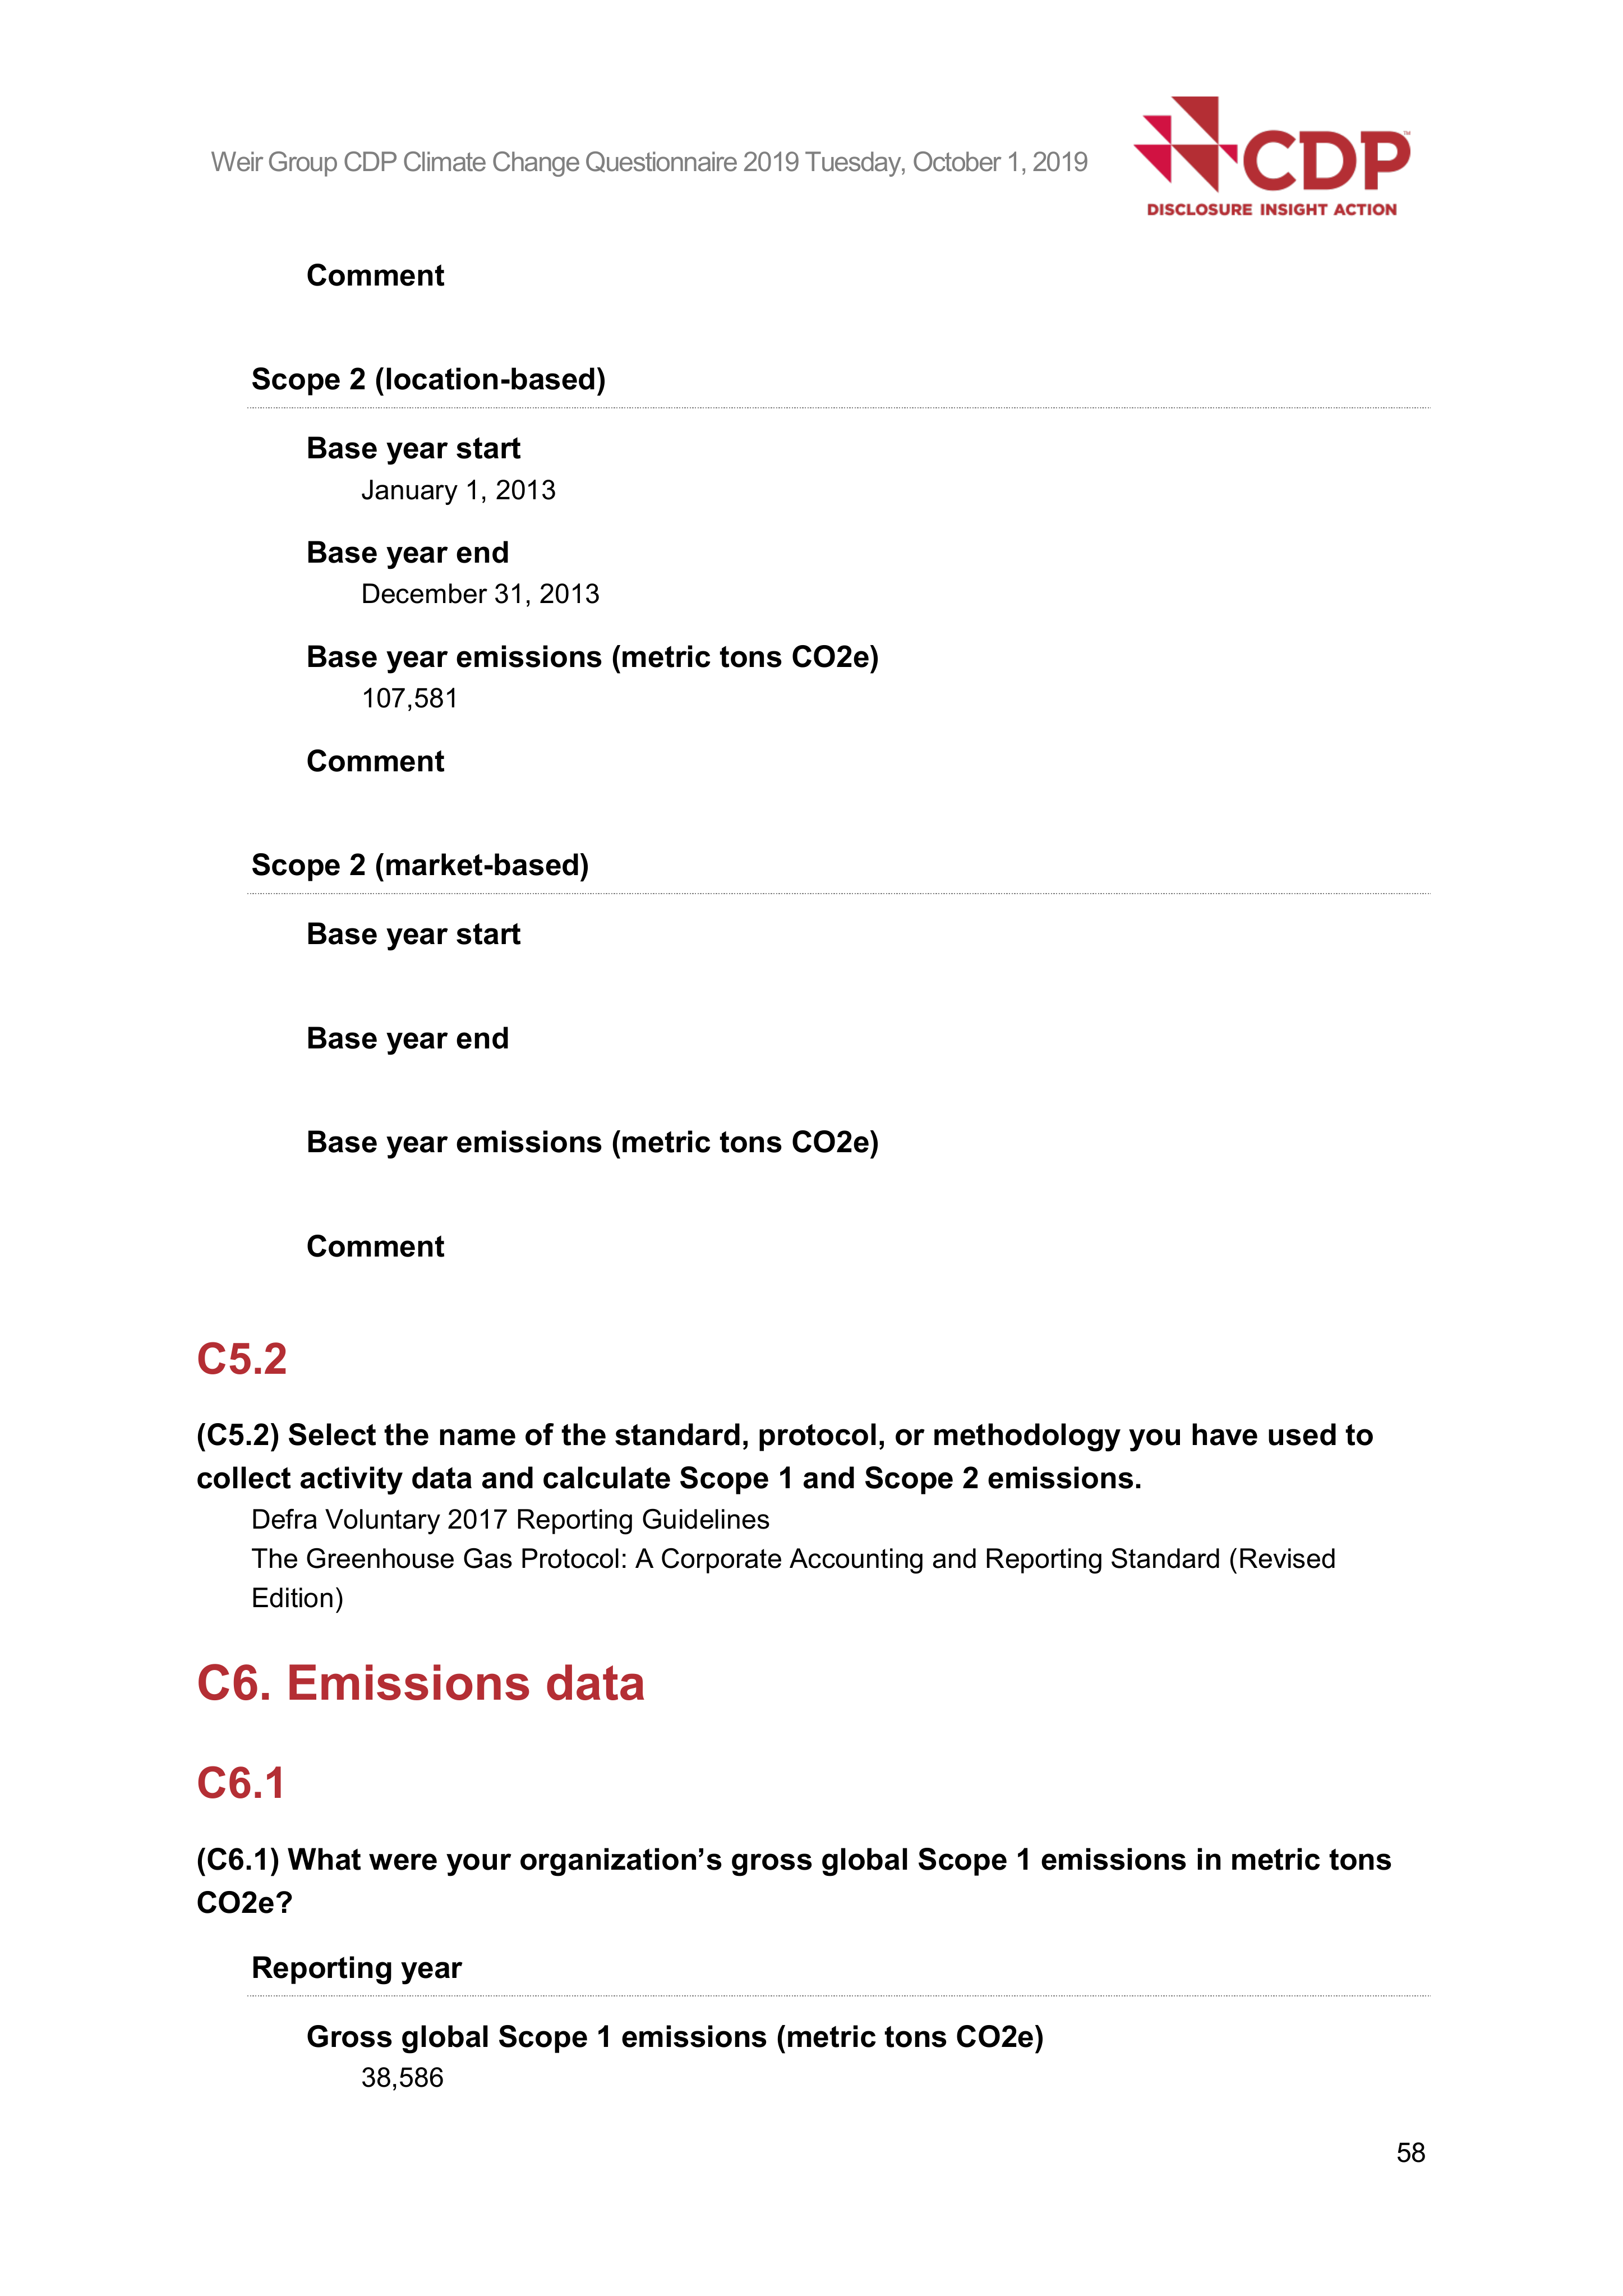 Weir Group CDP Climate Change Questionnaire 2019 Tuesday, October 1, 2019
CDP™
DISCLOSURE INSIGHT ACTION
Comment
Scope 2 (location-based)
Base year start
January 1, 2013
Base year end
December 31, 2013
Base year emissions (metric tons CO2e)
107,581
Comment
Scope 2 (market-based)
Base year start
Base year end
Base year emissions (metric tons CO2e)
Comment
C5.2
(C5.2) Select the name of the standard, protocol, or methodology you have used to
collect activity data and calculate Scope 1 and Scope 2 emissions.
Defra Voluntary 2017 Reporting Guidelines
The Greenhouse Gas Protocol: A Corporate Accounting and Reporting Standard (Revised
Edition)
C6. Emissions data
C6.1
(C6.1) What were your organization’s gross global Scope 1 emissions in metric tons
CO2e?
Reporting year
Gross global Scope 1 emissions (metric tons CO2e)
38,586
58